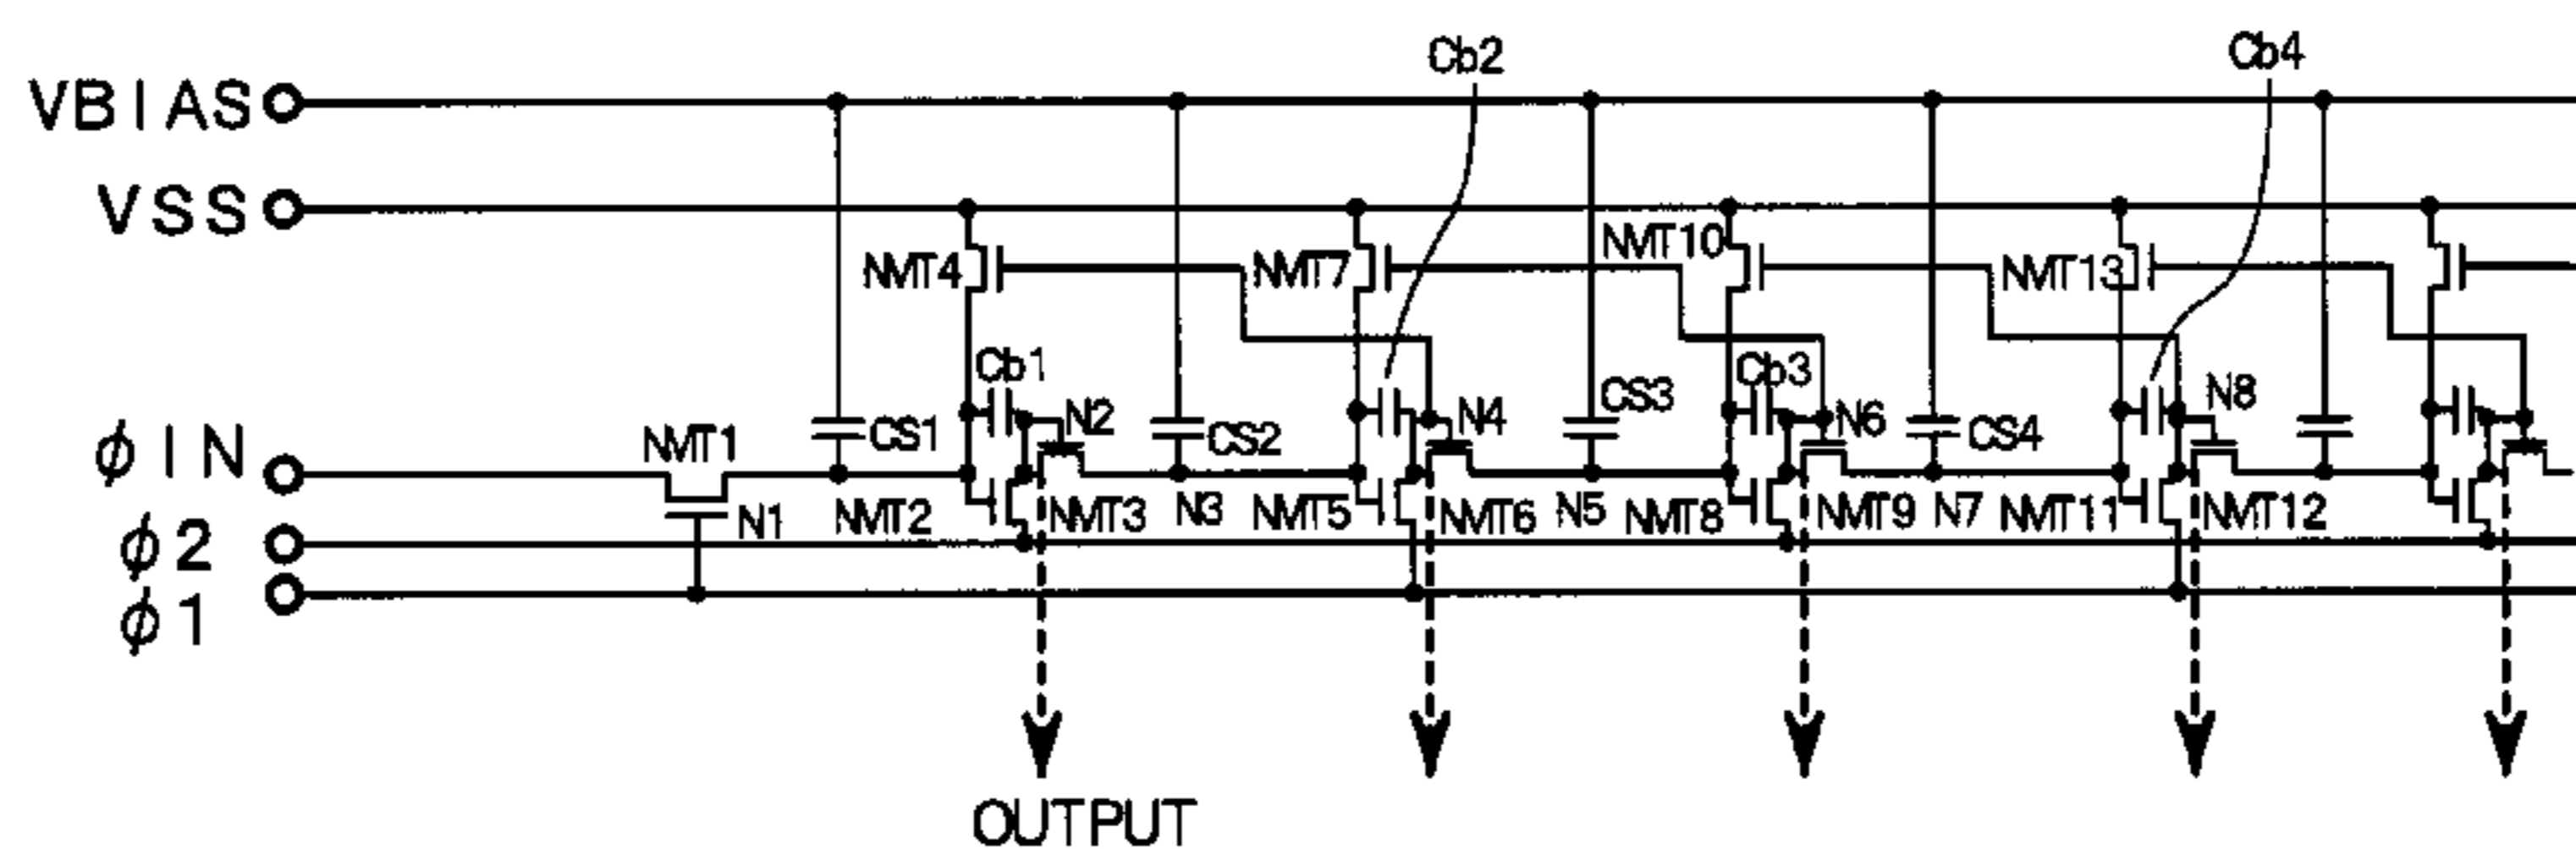 Cb2
Cb4
VBIAS
VSS
NMT4
NMT7
NMT10
NMT13
Cb1
Cb3
N2
CS1
CS2
N4
CS3
N6
CS4
N8
φIN
NMT1
N1
NMT2
NMT3
N3
NMT5
NMT6
N5
NMT8
NMT9
N7
NMT11
NMT12
φ2
φ1
OUTPUT